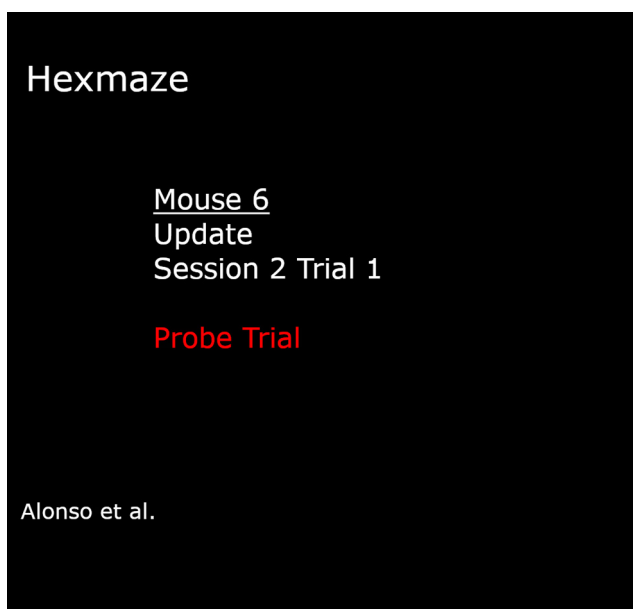 Hexmaze
Mouse 6
Update
Session 2 Trial 1
Probe Trial
Alonso et al.